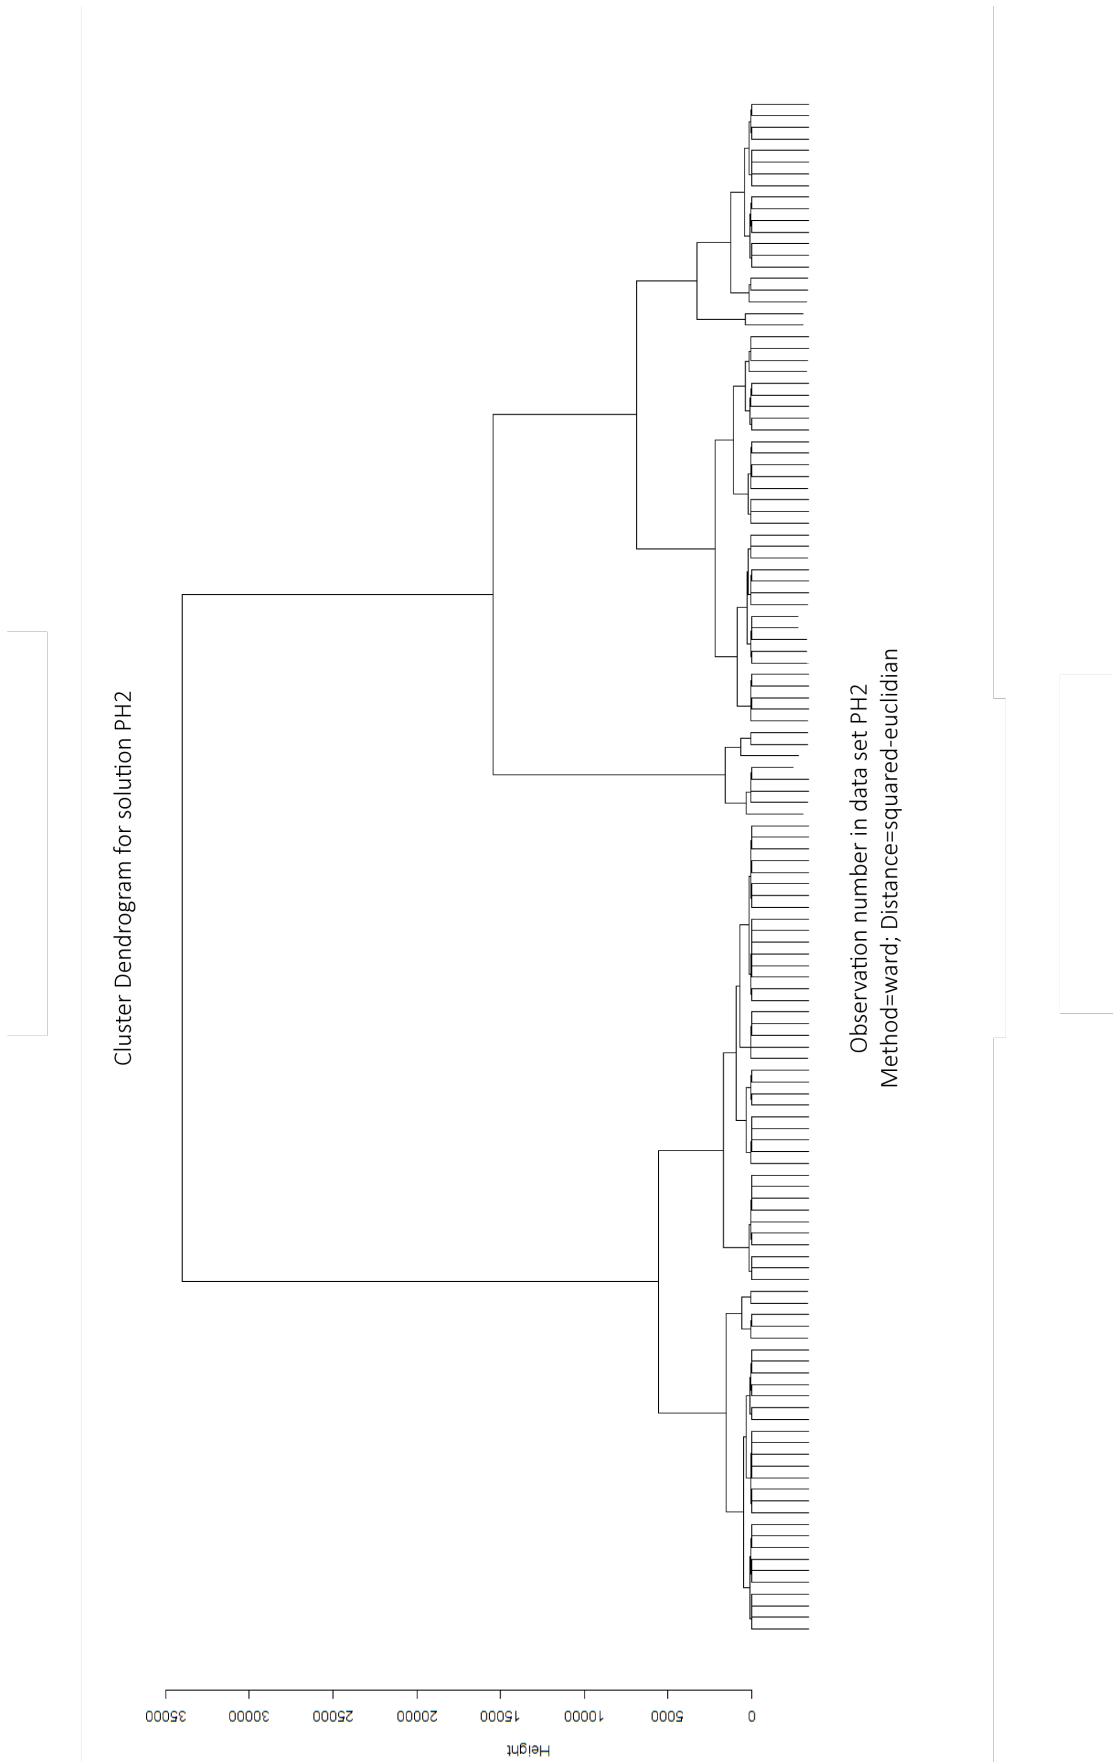 Cluster Dendrogram for solution PH2
Height
35000
30000
25000
20000
15000
10000
5000
0
Observation number in data set PH2
Method=ward; Distance=squared-euclidian